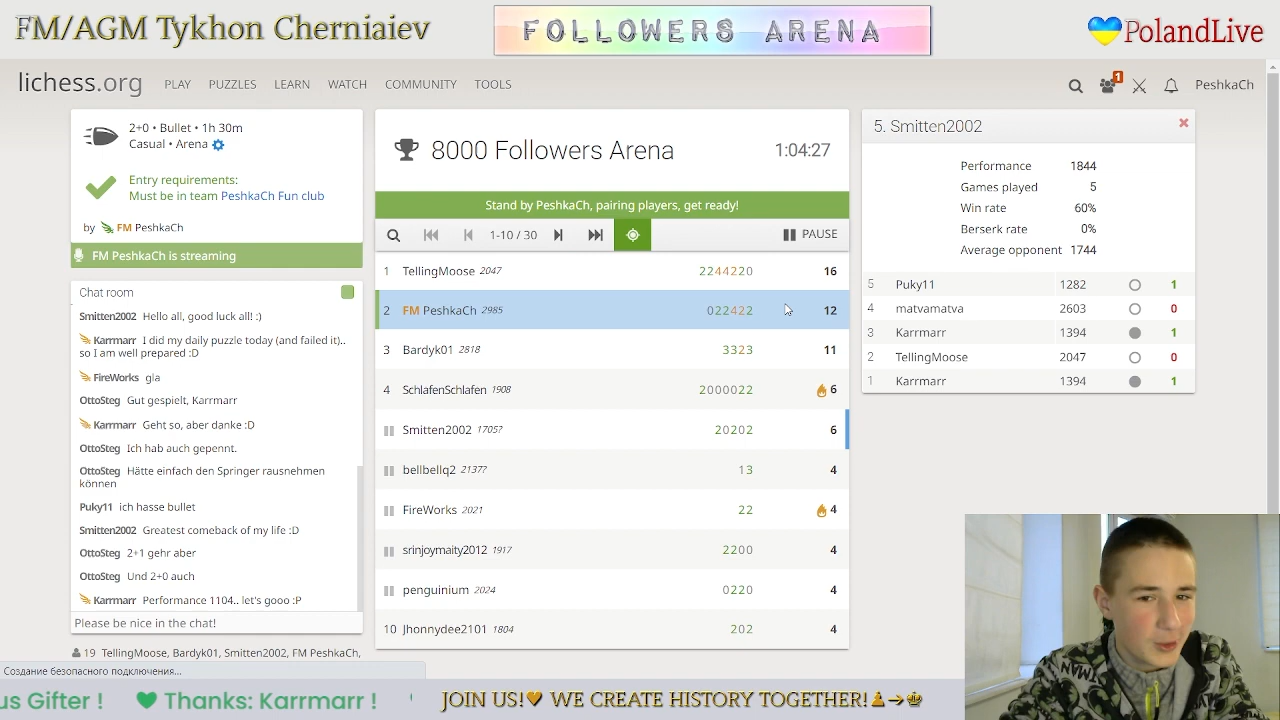 FM/AGM Tykhon Cherniaiev
FOLLOWERS ARENA
PolandLive
lichess.org PLAY PUZZLES LEARN WATCH COMMUNITY TOOLS 1 PeshkaCh
2+0 • Bullet • 1h 30m
Casual • Arena
Entry requirements:
Must be in team PeshkaCh Fun club
by FM PeshkaCh
FM PeshkaCh is streaming
Chat room
Smitten2002 Hello all, good luck all! :)
Karrmarr I did my daily puzzle today (and failed it)..
so I am well prepared :D
FireWorks gla
OttoSteg Gut gespielt, Karrmarr
Karrmarr Geht so, aber danke :D
OttoSteg Ich hab auch gepennt.
OttoSteg Hätte einfach den Springer rausnehmen
können
Puky11 ich hasse bullet
Smitten2002 Greatest comeback of my life :D
OttoSteg 2+1 gehr aber
OttoSteg Und 2+0 auch
Karrmarr Performance 1104.. let's gooo :P
Please be nice in the chat!
19 TellingMoose, Bardyk01, Smitten2002, FM PeshkaCh,
Создание безопасного подключения...
8000 Followers Arena 1:04:27
Stand by PeshkaCh, pairing players, get ready!
1-10 / 30 PAUSE
1 TellingMoose 2047 2244220 16
2 FM PeshkaCh 2985 022422 12
3 Bardyk01 2818 3323 11
4 SchlafenSchlafen 1908 2000022 6
Smitten2002 1705? 20202 6
bellbellq2 2137? 13 4
FireWorks 2021 22 4
srinjoymaity2012 1917 2200 4
penguinium 2024 0220 4
10 Jhonnydee2101 1804 202 4
5. Smitten2002
Performance 1844
Games played 5
Win rate 60%
Berserk rate 0%
Average opponent 1744
5 Puky11 1282 1
4 matvamatva 2603 0
3 Karrmarr 1394 1
2 TellingMoose 2047 0
1 Karrmarr 1394 1
us Gifter ! Thanks: Karrmarr !
JOIN US!♥ WE CREATE HISTORY TOGETHER!♟→♚